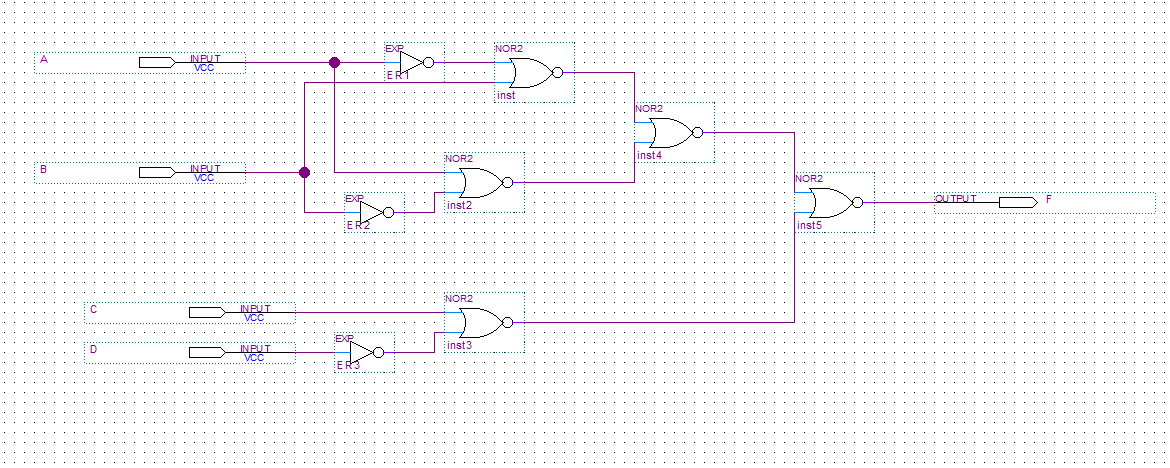 EXP
NOR2
A
INPUT
VCC
ER1
inst
NOR2
inst4
B
INPUT
VCC
NOR2
inst2
EXP
ER2
NOR2
inst5
OUTPUT
F
C
INPUT
VCC
NOR2
inst3
D
INPUT
VCC
EXP
ER3